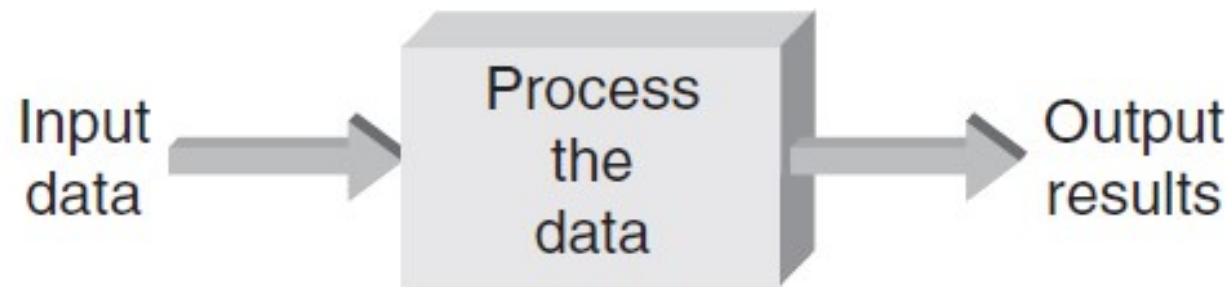 Input
data
Process
the
data
Output
results